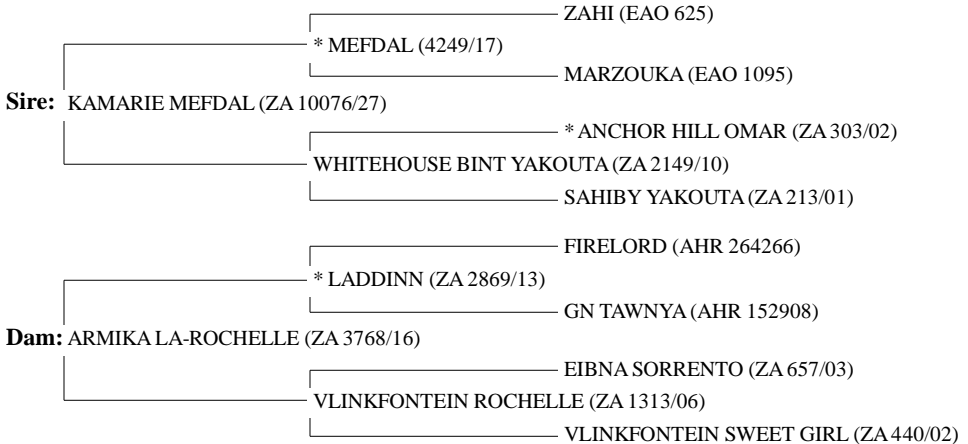 ZAHI (EAO 625)
* MEFDAL (4249/17)
MARZOUKA (EAO 1095)
Sire: KAMARIE MEFDAL (ZA 10076/27)
* ANCHOR HILL OMAR (ZA 303/02)
WHITEHOUSE BINT YAKOUTA (ZA 2149/10)
SAHIBY YAKOUTA (ZA 213/01)
FIRELORD (AHR 264266)
* LADDINN (ZA 2869/13)
GN TAWNYA (AHR 152908)
Dam: ARMIKA LA-ROCHELLE (ZA 3768/16)
EIBNA SORRENTO (ZA 657/03)
VLINKFONTEIN ROCHELLE (ZA 1313/06)
VLINKFONTEIN SWEET GIRL (ZA 440/02)